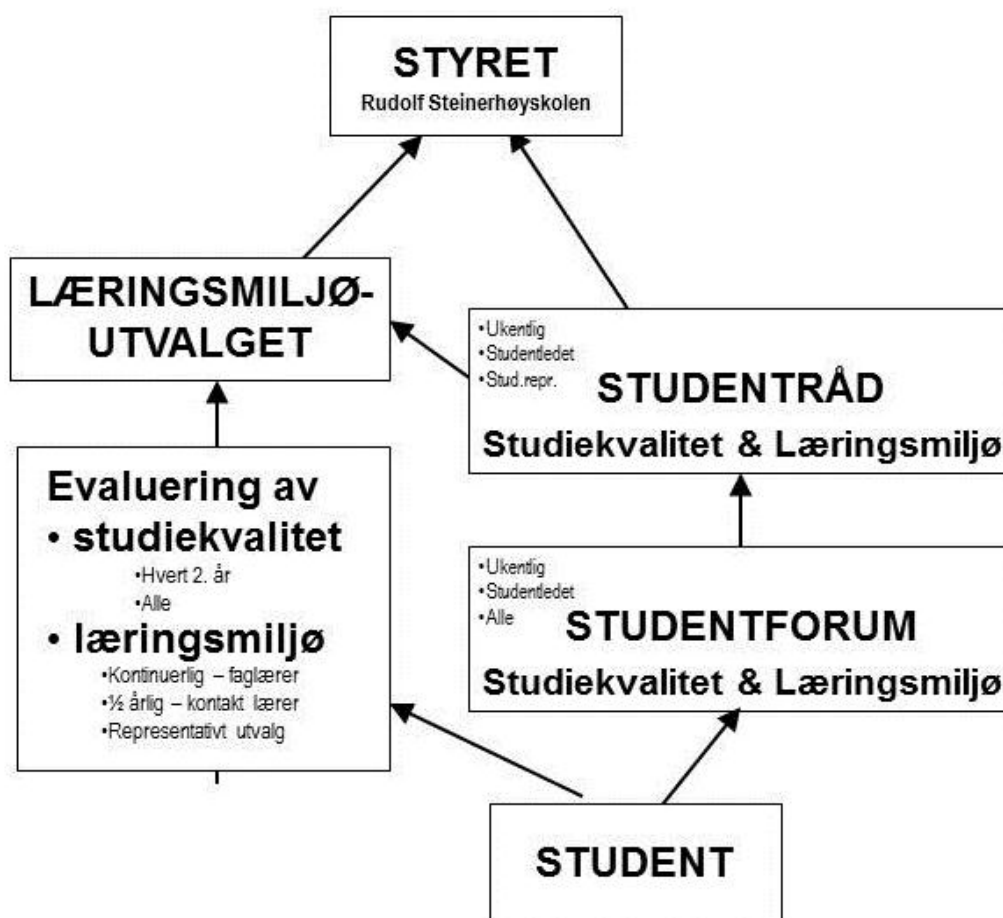 STYRET
Rudolf Steinerhøyskolen
LÆRINGSMILJØ-
UTVALGET
•Ukentlig
•Studentledet
•Stud.repr.
STUDENTRÅD
Studiekvalitet & Læringsmiljø
Evaluering av
• studiekvalitet
•Hvert 2. år
•Alle
• læringsmiljø
•Kontinuerlig – faglærer
•½ årlig – kontakt lærer
•Representativt utvalg
•Ukentlig
•Studentledet
•Alle
STUDENTFORUM
Studiekvalitet & Læringsmiljø
STUDENT